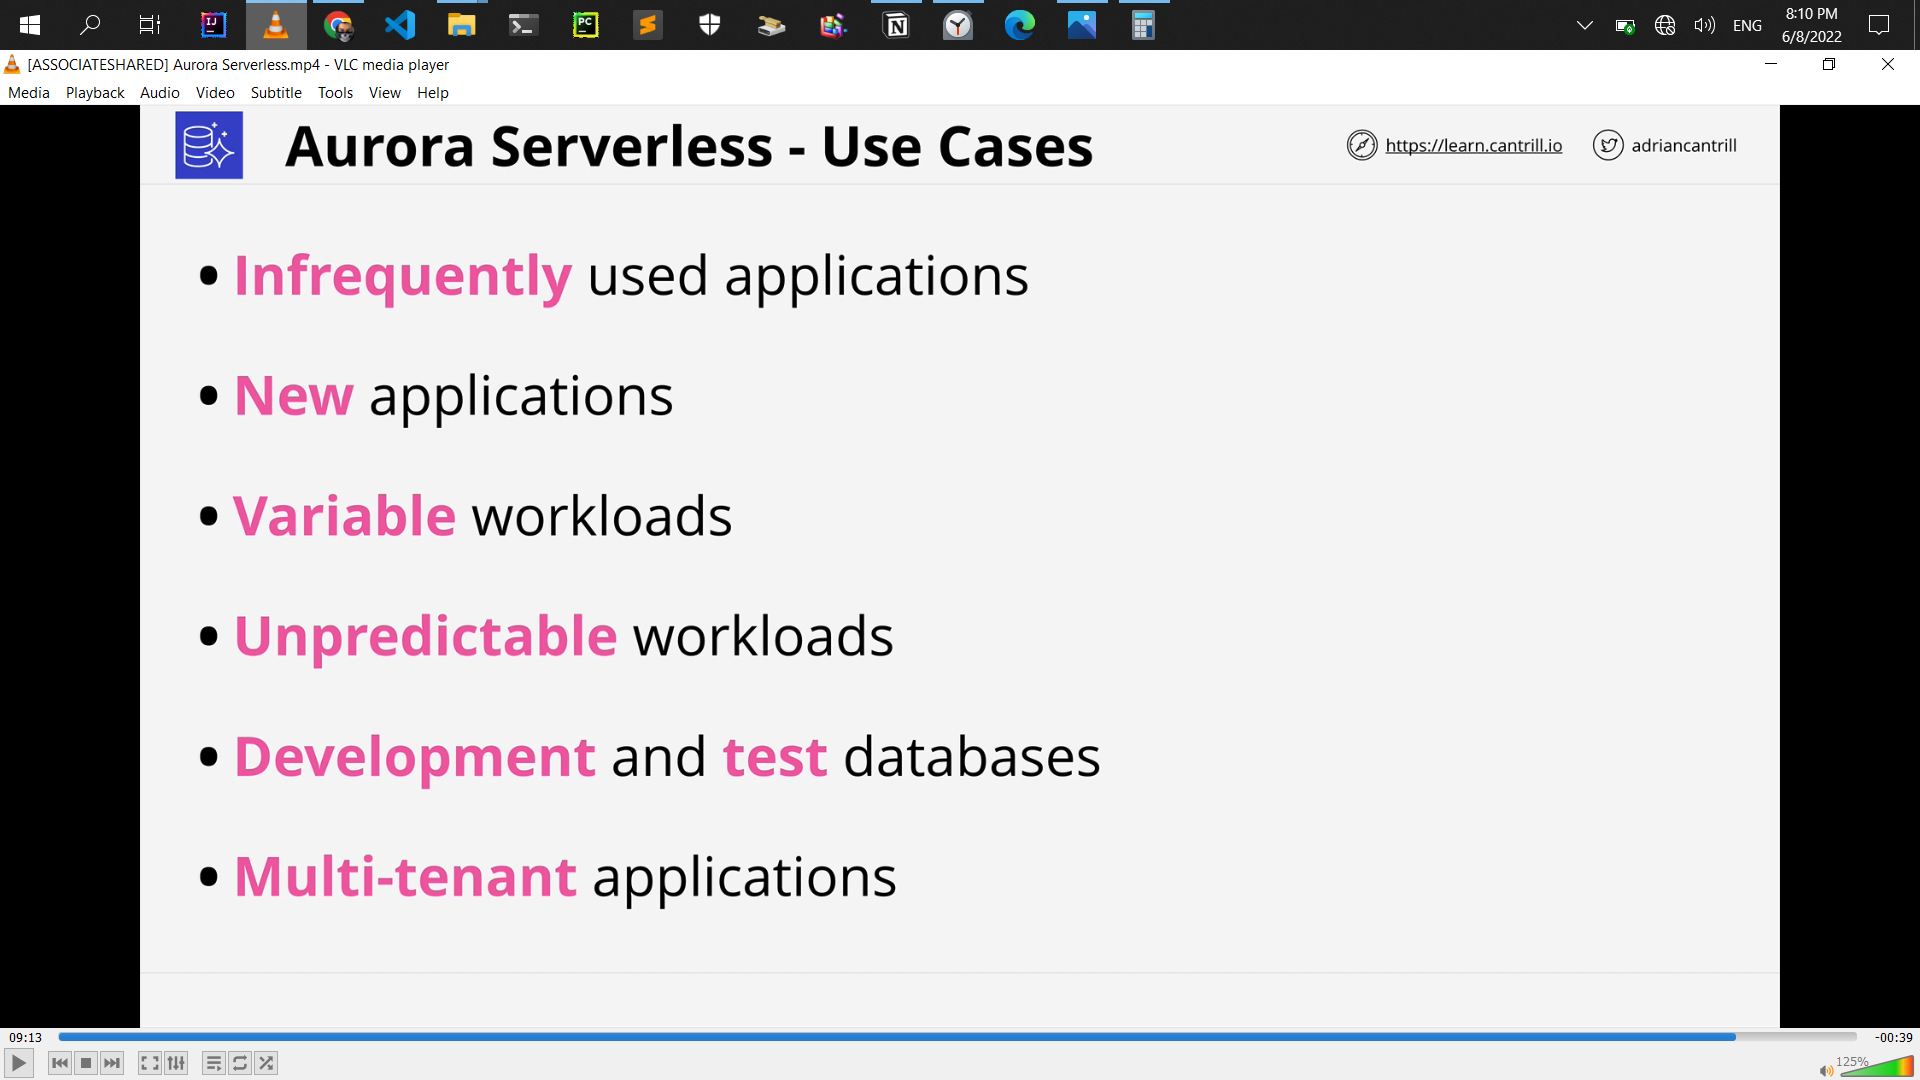 8:10 PM
ENG
6/8/2022
[ASSOCIATESHARED] Aurora Serverless.mp4 - VLC media player
Media Playback Audio Video Subtitle Tools View Help
Aurora Serverless - Use Cases
https://learn.cantrill.io
adriancantrill
• Infrequently used applications
• New applications
• Variable workloads
• Unpredictable workloads
• Development and test databases
• Multi-tenant applications
09:13
-00:39
125%
IJ
PC